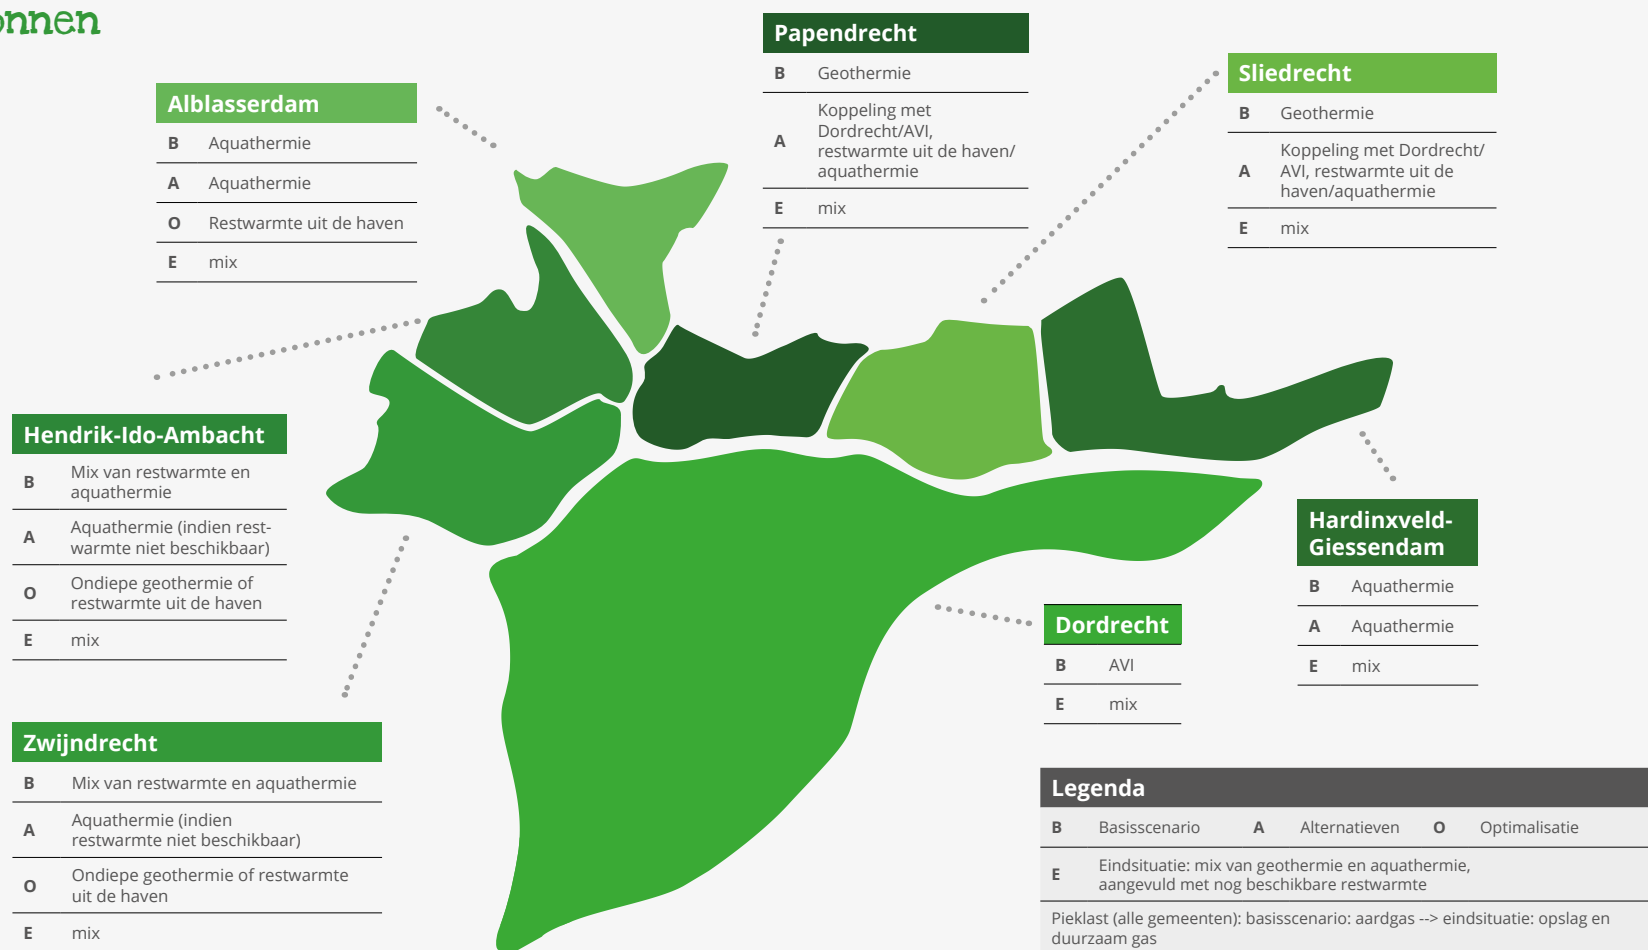 onnen
Alblasserdam
B Aquathermie
A Aquathermie
O Restwarmte uit de haven
E mix
Papendrecht
B Geothermie
A Koppeling met
Dordrecht/AVI,
restwarmte uit de haven/
aquathermie
E mix
Sliedrecht
B Geothermie
A Koppeling met Dordrecht/
AVI, restwarmte uit de
haven/aquathermie
E mix
Hendrik-Ido-Ambacht
B Mix van restwarmte en
aquathermie
A Aquathermie (indien rest-
warmte niet beschikbaar)
O Ondiepe geothermie of
restwarmte uit de haven
E mix
Hardinxveld-
Giessendam
B Aquathermie
A Aquathermie
E mix
Dordrecht
B AVI
E mix
Zwijndrecht
B Mix van restwarmte en aquathermie
A Aquathermie (indien
restwarmte niet beschikbaar)
O Ondiepe geothermie of restwarmte
uit de haven
E mix
Legenda
B Basisscenario A Alternatieven O Optimalisatie
E Eindsituatie: mix van geothermie en aquathermie,
aangevuld met nog beschikbare restwarmte
Pieklast (alle gemeenten): basisscenario: aardgas --> eindsituatie: opslag en
duurzaam gas